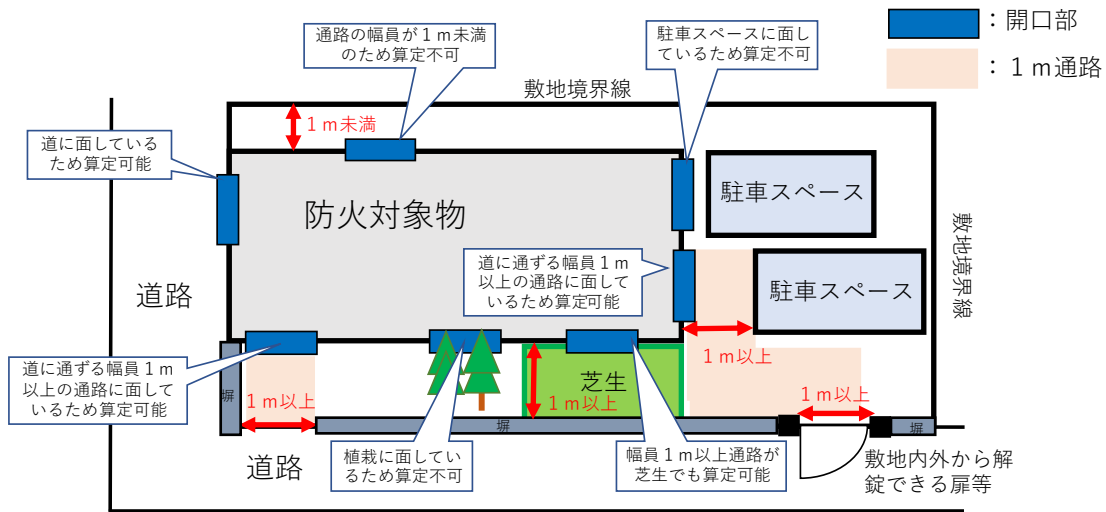 通路の幅員が１ｍ未満
のため算定不可
駐車スペースに面し
ているため算定不可
：開口部
：１ｍ通路
敷地境界線
１ｍ未満
道に面している
ため算定可能
防火対象物
駐車スペース
敷地境界線
道に通ずる幅員１ｍ
以上の通路に面して
いるため算定可能
駐車スペース
道路
道に通ずる幅員１ｍ
以上の通路に面して
いるため算定可能
１ｍ以上
芝生
塀
１ｍ以上
１ｍ以上
１ｍ以上
塀
塀
道路
植栽に面してい
るため算定不可
幅員１ｍ以上通路が
芝生でも算定可能
敷地内外から解
錠できる扉等